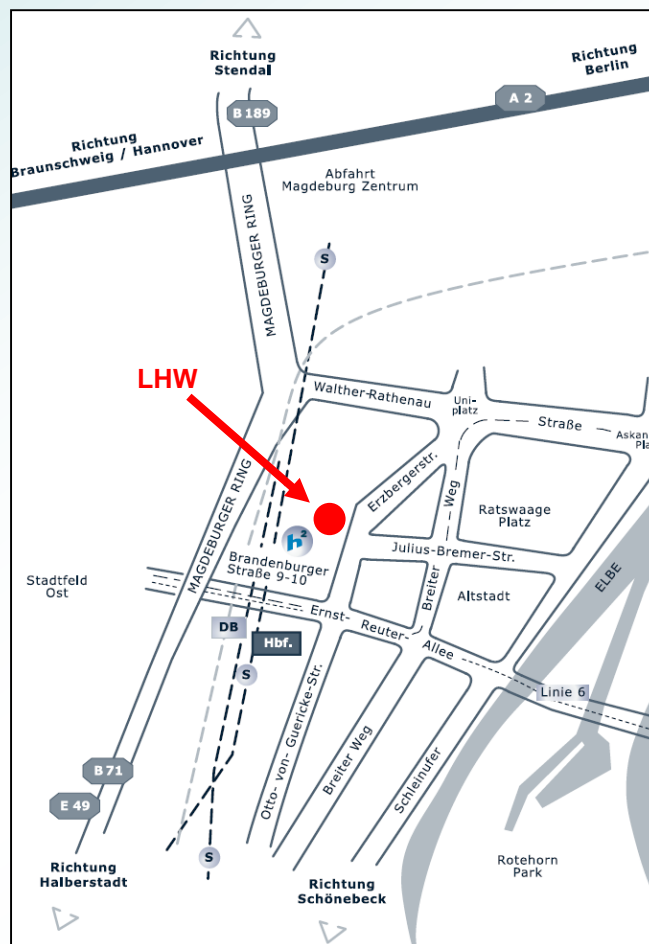 Richtung
Stendal
Richtung
Berlin
A 2
B 189
Richtung
Braunschweig / Hannover
Abfahrt
Magdeburg Zentrum
MAGDEBURGER RING
S
LHW
Walther-Rathenau
Uni-
platz
Straße
Askan
Pla
Erzbergerstr.
Weg
Ratswaage
Platz
MAGDEBURGER RING
h2
Julius-Bremer-Str.
Brandenburger
Straße 9-10
Stadtfeld
Ost
Breiter
Altstadt
ELBE
Ernst- Reuter- Allee
DB
Hbf.
S
Linie 6
Otto- von- Guericke-Str.
Breiter Weg
Schleinufer
B 71
E 49
S
Rotehorn
Park
Richtung
Halberstadt
Richtung
Schönebeck